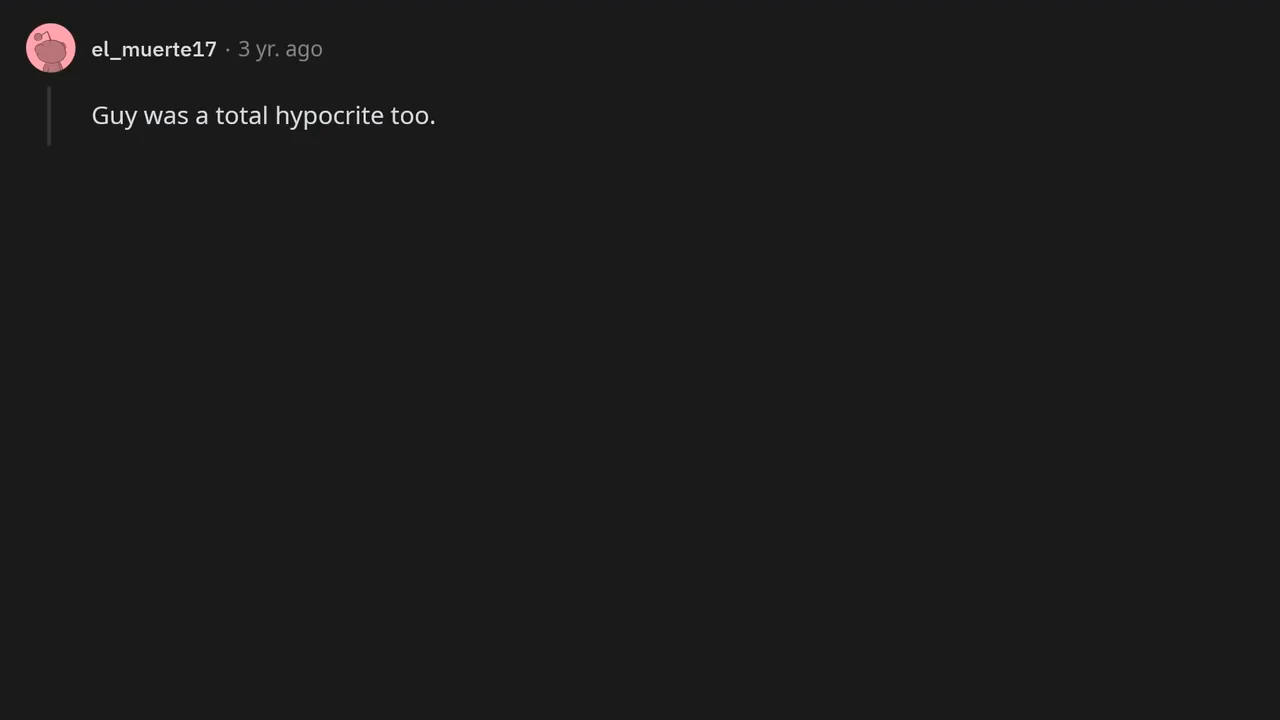 el_muerte17 · 3 yr. ago
Guy was a total hypocrite too.